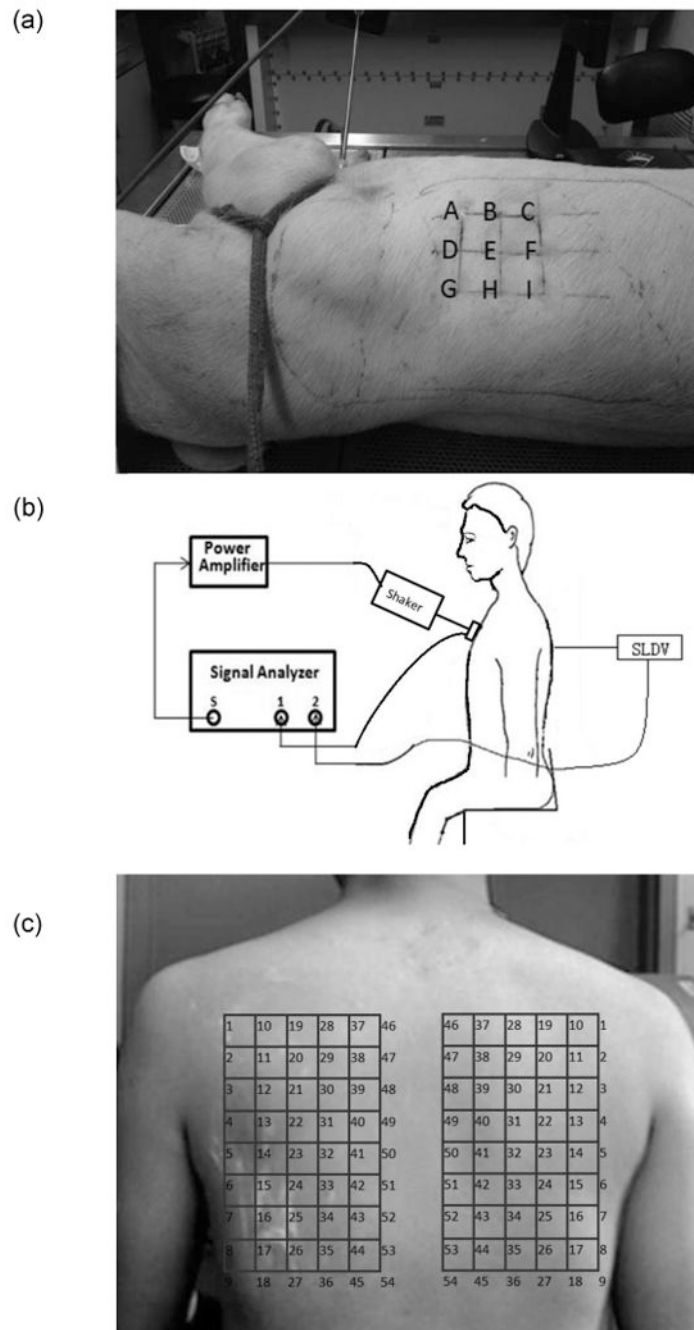 (a)
A B C
D E F
G H I
(b)
Power
Amplifier
Shaker
Signal Analyzer
S 1 2
SLDV
(c)
1 10 19 28 37 46 46 37 28 19 10 1
2 11 20 29 38 47 47 38 29 20 11 2
3 12 21 30 39 48 48 39 30 21 12 3
4 13 22 31 40 49 49 40 31 22 13 4
5 14 23 32 41 50 50 41 32 23 14 5
6 15 24 33 42 51 51 42 33 24 15 6
7 16 25 34 43 52 52 43 34 25 16 7
8 17 26 35 44 53 53 44 35 26 17 8
9 18 27 36 45 54 54 45 36 27 18 9